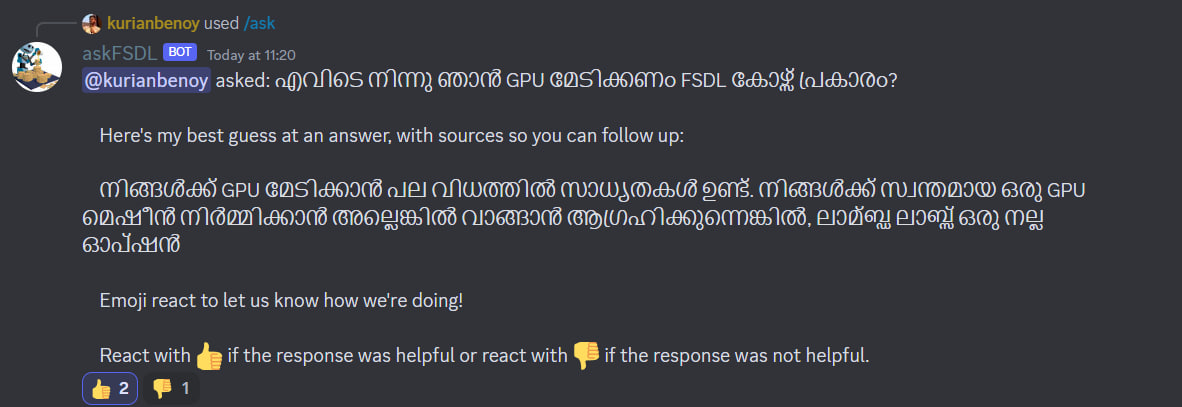 kurianbenoy used /ask
askFSDL BOT Today at 11:20
@kurianbenoy asked: എവിടെ നിന്നു ഞാൻ GPU മേടിക്കണം FSDL കോഴ്സ് പ്രകാരം?
Here's my best guess at an answer, with sources so you can follow up:
നിങ്ങൾക്ക് GPU മേടിക്കാൻ പല വിധത്തിൽ സാധ്യതകൾ ഉണ്ട്. നിങ്ങൾക്ക് സ്വന്തമായ ഒരു GPU
മെഷീൻ നിർമ്മിക്കാൻ അല്ലെങ്കിൽ വാങ്ങാൻ ആഗ്രഹിക്കുന്നെങ്കിൽ, ലാമ്ബ്ഡ ലാബ്സ് ഒരു നല്ല
ഓപ്ഷൻ
Emoji react to let us know how we're doing!
React with 👍 if the response was helpful or react with 👎 if the response was not helpful.
👍 2 👎 1